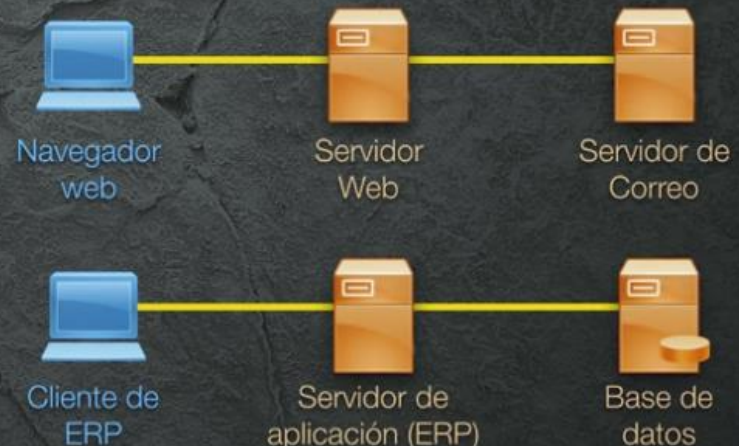 Navegador
web
Servidor
Web
Servidor de
Correo
Cliente de
ERP
Servidor de
aplicación (ERP)
Base de
datos